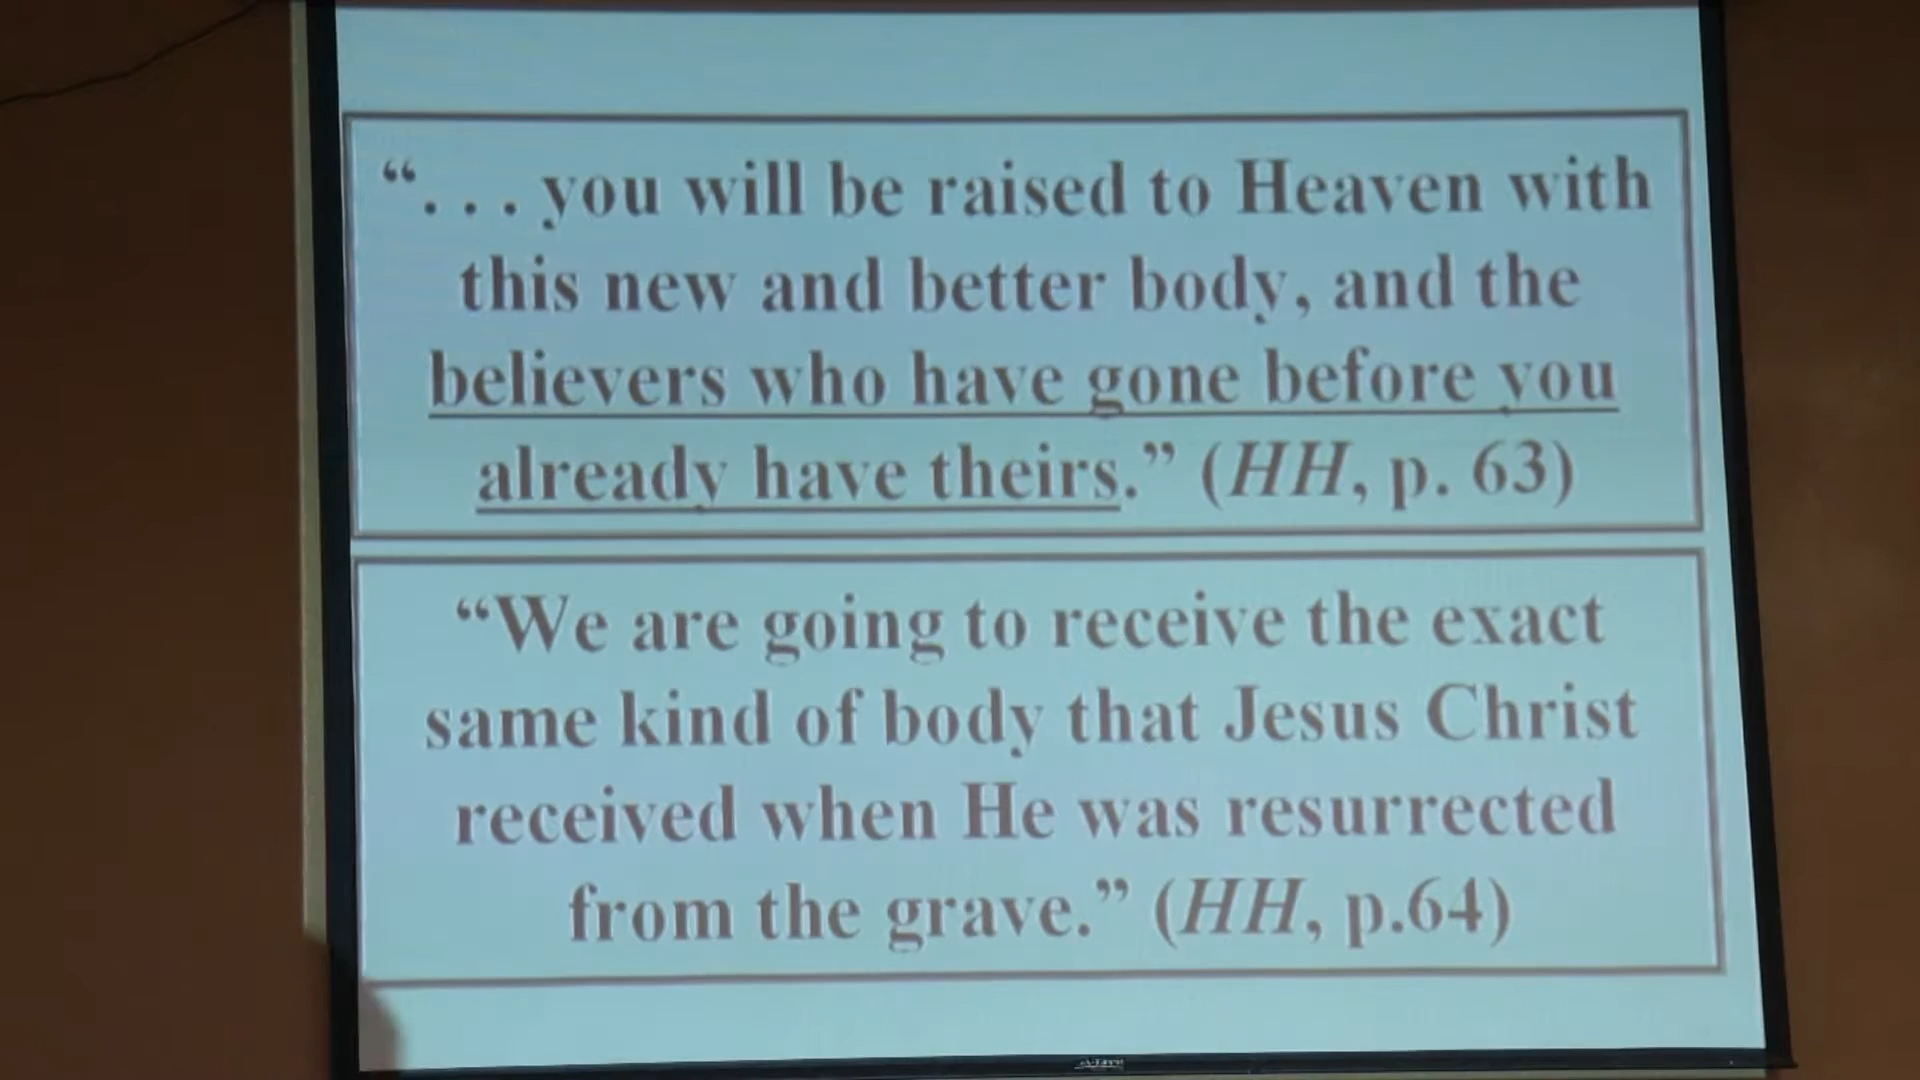 “. . . you will be raised to Heaven with
this new and better body, and the
believers who have gone before you
already have theirs.” (HH, p. 63)
“We are going to receive the exact
same kind of body that Jesus Christ
received when He was resurrected
from the grave.” (HH, p.64)